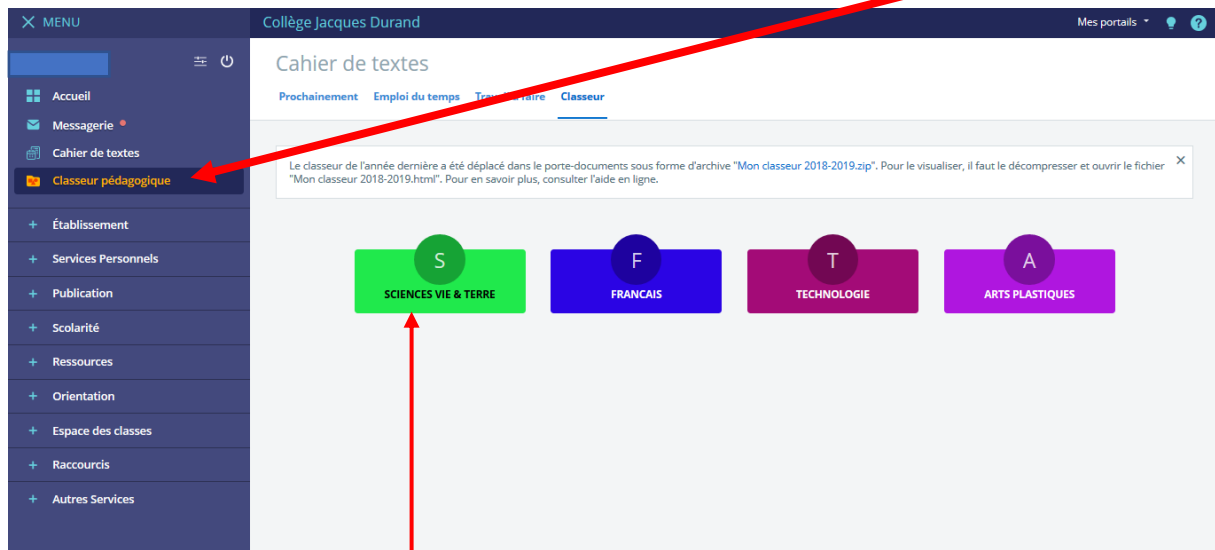 MENU
Collège Jacques Durand
Mes portails
?
Cahier de textes
Prochainement Emploi du temps Travail à faire Classeur
Accueil
Messagerie
Cahier de textes
Classeur pédagogique
Établissement
Services Personnels
Publication
Scolarité
Ressources
Orientation
Espace des classes
Raccourcis
Autres Services
Le classeur de l'année dernière a été déplacé dans le porte-documents sous forme d'archive "Mon classeur 2018-2019.zip". Pour le visualiser, il faut le décompresser et ouvrir le fichier
"Mon classeur 2018-2019.html". Pour en savoir plus, consulter l'aide en ligne.
S
SCIENCES VIE & TERRE
F
FRANCAIS
T
TECHNOLOGIE
A
ARTS PLASTIQUES